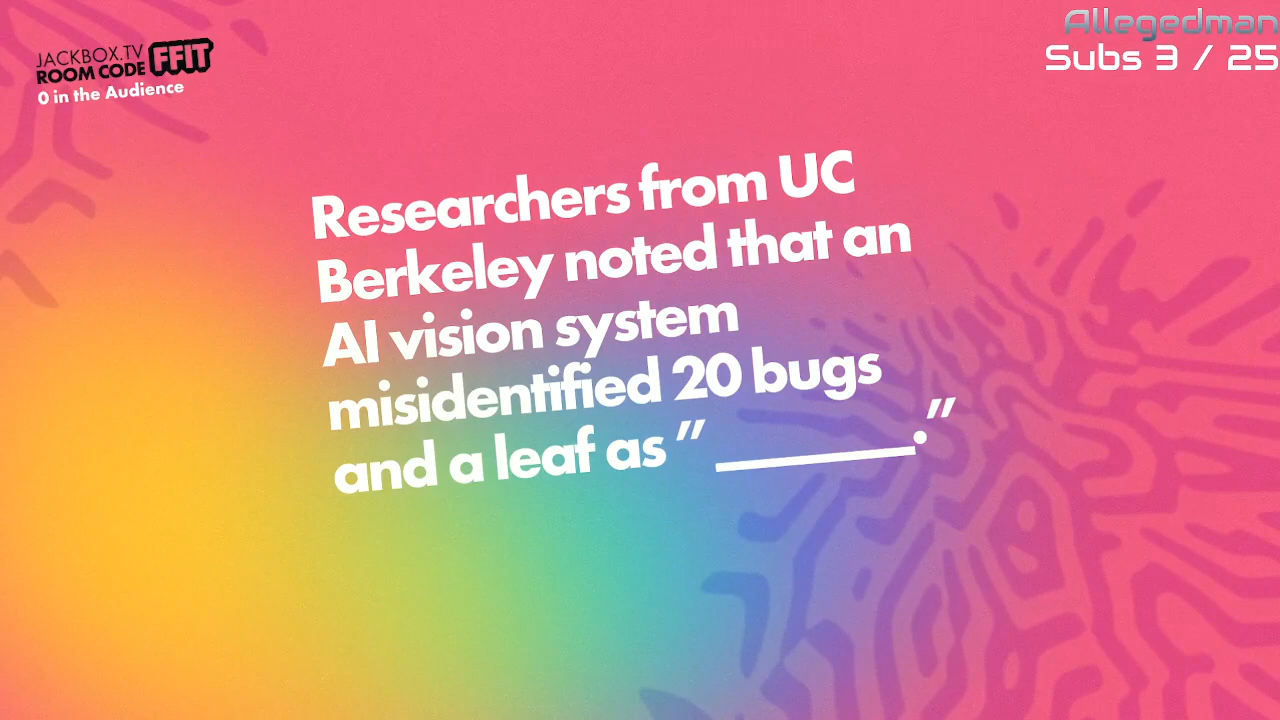 JACKBOX.TV
ROOM CODE FFIT
0 in the Audience
Allegedman
Subs 3 / 25
Researchers from UC
Berkeley noted that an
AI vision system
misidentified 20 bugs
and a leaf as "________."